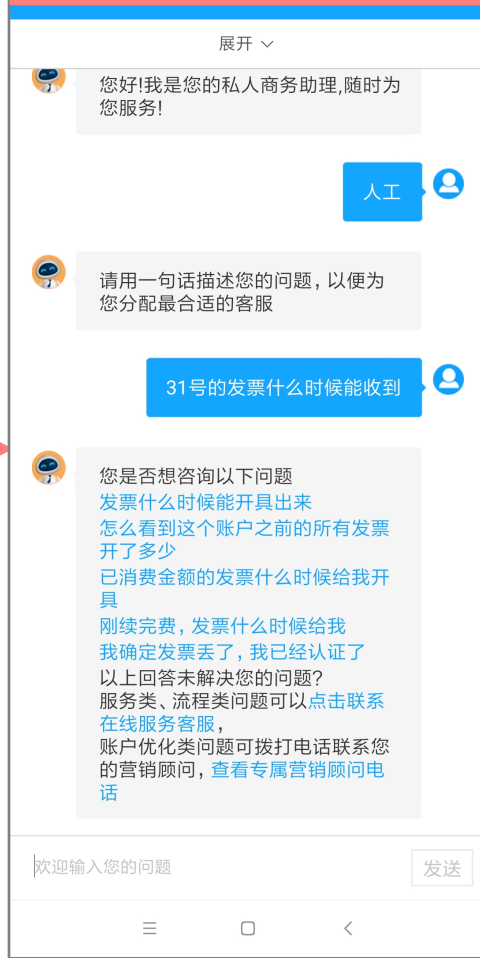 展开
您好!我是您的私人商务助理,随时为
您服务!
人工
请用一句话描述您的问题，以便为
您分配最合适的客服
31号的发票什么时候能收到
您是否想咨询以下问题
发票什么时候能开具出来
怎么看到这个账户之前的所有发票
开了多少
已消费金额的发票什么时候给我开
具
刚续完费，发票什么时候给我
我确定发票丢了，我已经认证了
以上回答未解决您的问题?
服务类、流程类问题可以点击联系
在线服务客服，
账户优化类问题可拨打电话联系您
的营销顾问，查看专属营销顾问电
话
欢迎输入您的问题
发送